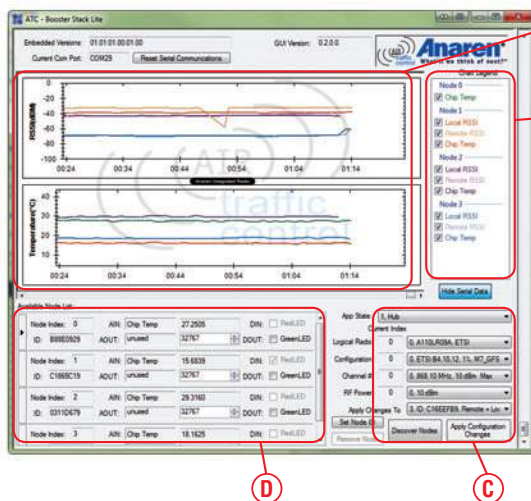 ATC - Booster Stack Lite
Embedded Versions: 01.01.01.00:01.00
GUI Version: 0.2.0.0
Current Com Port: COM29
Reset Serial Communications
AIR
traffic
control
Anaren®
What'll we think of next?®
Chart Legend
Node 0
Chip Temp
Node 1
Local RSSI
Remote RSSI
Chip Temp
Node 2
Local RSSI
Remote RSSI
Chip Temp
Node 3
Local RSSI
Remote RSSI
Chip Temp
RSSI(dBM)
0
-20
-40
-60
-80
-100
00:24 00:34 00:44 00:54 01:04 01:14
Anaren Integrated Radio
AIR
traffic
control
Temperature(°C)
40
30
20
10
00:24 00:34 00:44 00:54 01:04 01:14
Hide Serial Data
Available Node List:
Node Index: 0 AIN: Chip Temp 27.2505 DIN: RedLED
ID: B88E0929 AOUT: unused 32767 DOUT: GreenLED
Node Index: 1 AIN: Chip Temp 15.6839 DIN: RedLED
ID: C1865C19 AOUT: unused 32767 DOUT: GreenLED
Node Index: 2 AIN: Chip Temp 29.3160 DIN: RedLED
ID: 0311D679 AOUT: unused 32767 DOUT: GreenLED
Node Index: 3 AIN: Chip Temp 18.1625 DIN: RedLED
App State 1, Hub
Current Index
Logical Radio 0 0, A110LR09A, ETSI
Configuration 0 0, ETSI B4,10,12, 1%, M7_GFS
Channel # 0 0, 868.10 MHz, 10 dBm Max
RF Power 0 0, 10 dBm
Apply Changes To 3, ID: C16EEFB9, Remote + Loc
Set Node ID
Remove Node
Discover Nodes
Apply Configuration
Changes
D
C